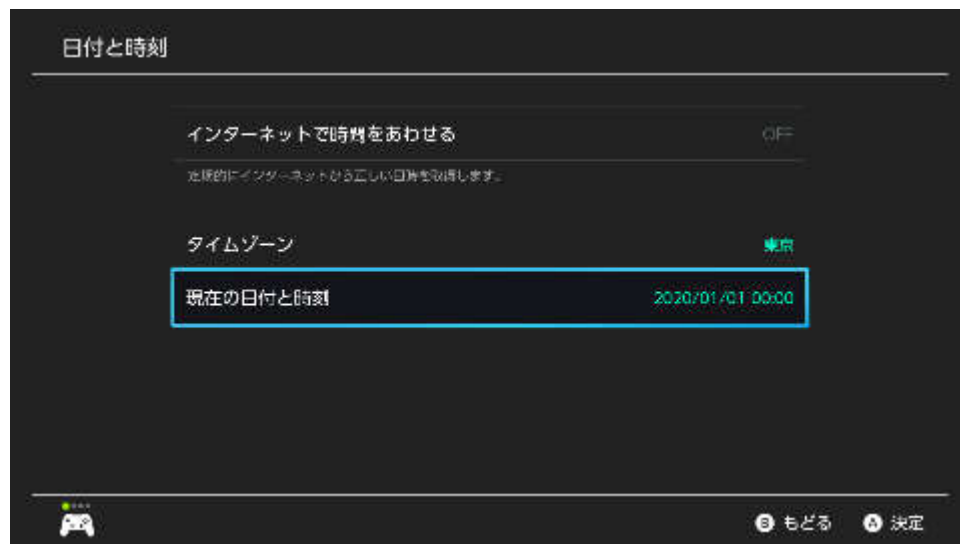 日付と時刻
インターネットで時間をあわせる OFF
定期的にインターネットから正しい日時を取得します。
タイムゾーン 東京
現在の日付と時刻 2020/01/01 00:00
B もどる A 決定